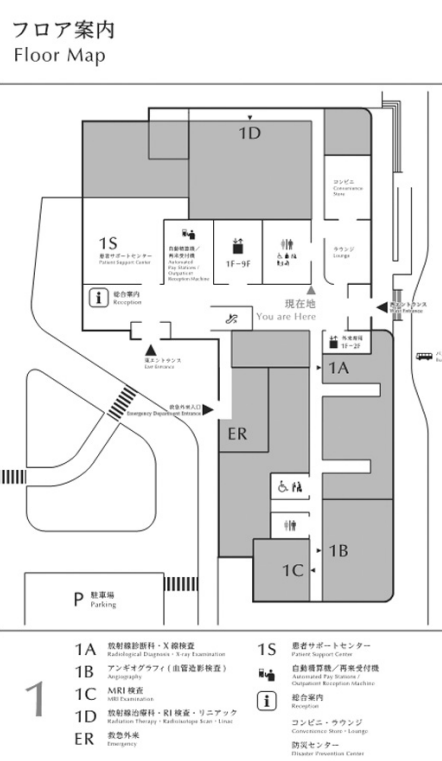 フロア案内
Floor Map
1D
コンビニ
Convenience
Store
1S
患者サポートセンター
Patient Support Center
自動精算機／
再来受付機
Automated
Pay Stations /
Outpatient
Reception Machine
1F-9F
ラウンジ
Lounge
総合案内
Reception
現在地
You are Here
Main Entrance
外来専用
1F-2F
East Entrance
1A
救急外来入口
Emergency Department Entrance
ER
1B
1C
P 駐車場
Parking
1
1A 放射線診断科・X線検査
Radiological Diagnosis・X-ray Examination
1B アンギオグラフィ(血管造影検査)
Angiography
1C MRI検査
MRI Examination
1D 放射線治療科・RI検査・リニアック
Radiation Therapy・Radioisotope Scan・Linac
ER 救急外来
Emergency
1S 患者サポートセンター
Patient Support Center
自動精算機／再来受付機
Automated Pay Stations /
Outpatient Reception Machine
総合案内
Reception
コンビニ・ラウンジ
Convenience Store・Lounge
防災センター
Disaster Prevention Center